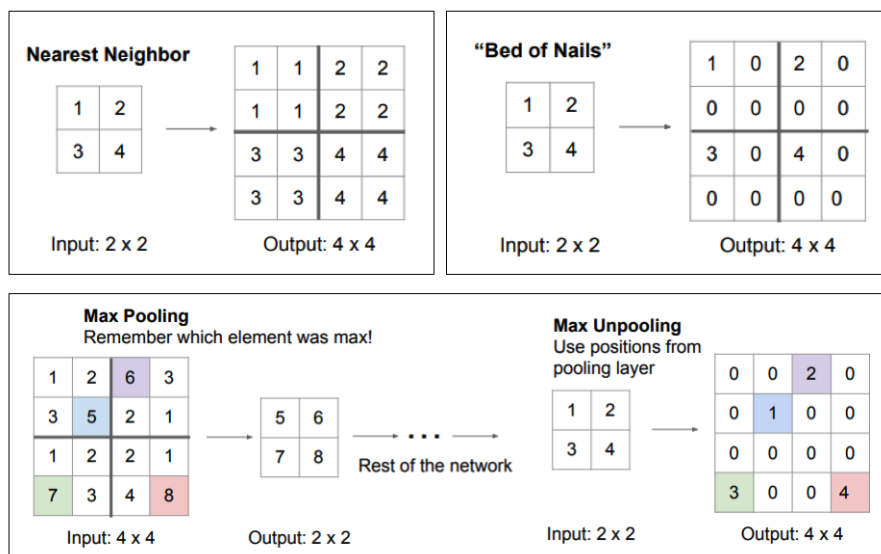 Nearest Neighbor
1 2
3 4
Input: 2 x 2
1 1 2 2
1 1 2 2
3 3 4 4
3 3 4 4
Output: 4 x 4
“Bed of Nails”
1 2
3 4
Input: 2 x 2
1 0 2 0
0 0 0 0
3 0 4 0
0 0 0 0
Output: 4 x 4
Max Pooling
Remember which element was max!
1 2 6 3
3 5 2 1
1 2 2 1
7 3 4 8
Input: 4 x 4
5 6
7 8
Output: 2 x 2
...
Rest of the network
Max Unpooling
Use positions from
pooling layer
1 2
3 4
Input: 2 x 2
0 0 2 0
0 1 0 0
0 0 0 0
3 0 0 4
Output: 4 x 4